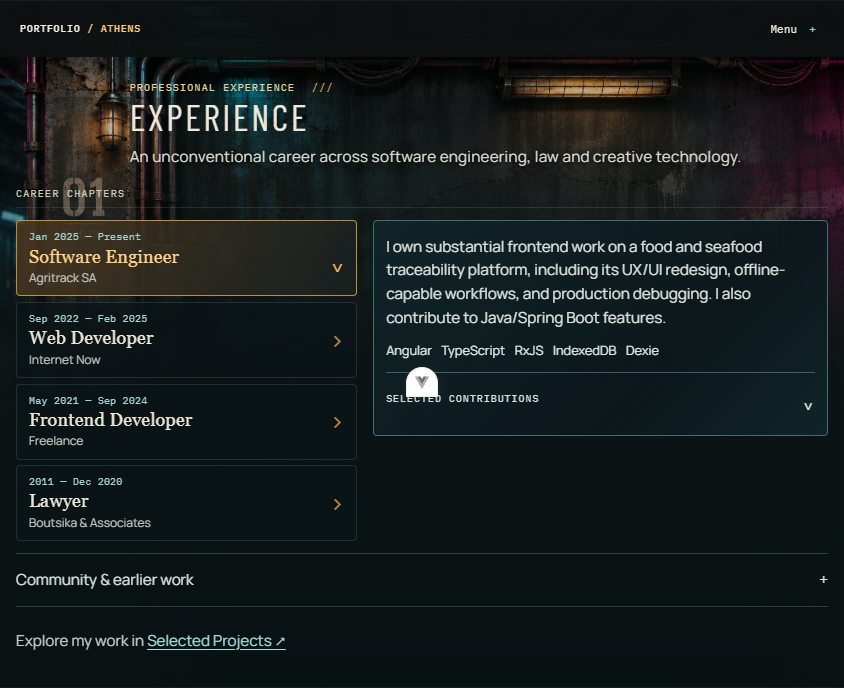 PORTFOLIO / ATHENS
Menu +
PROFESSIONAL EXPERIENCE ///
EXPERIENCE
An unconventional career across software engineering, law and creative technology.
01
CAREER CHAPTERS
Jan 2025 — Present
Software Engineer
Agritrack SA
Sep 2022 — Feb 2025
Web Developer
Internet Now
May 2021 — Sep 2024
Frontend Developer
Freelance
2011 — Dec 2020
Lawyer
Boutsika & Associates
I own substantial frontend work on a food and seafood
traceability platform, including its UX/UI redesign, offline-
capable workflows, and production debugging. I also
contribute to Java/Spring Boot features.
Angular TypeScript RxJS IndexedDB Dexie
SELECTED CONTRIBUTIONS
Community & earlier work +
Explore my work in Selected Projects ↗